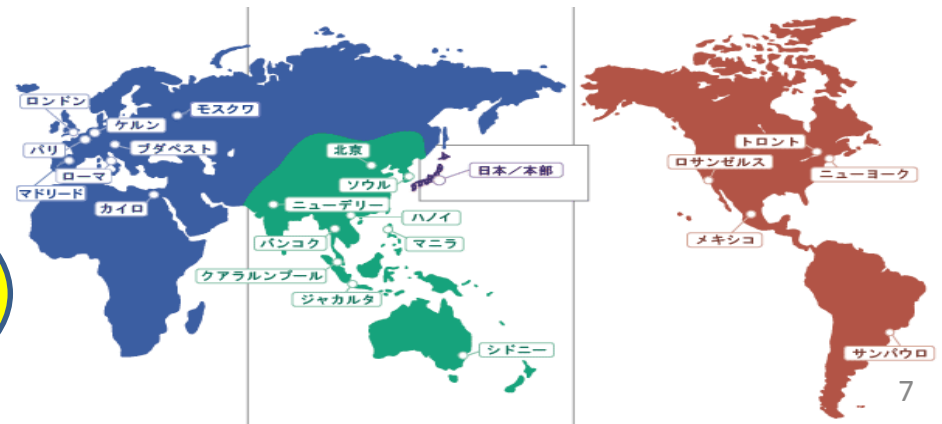 ロンドン
モスクワ
ケルン
パリ
ブダペスト
ローマ
マドリード
カイロ
北京
日本／本部
ソウル
ニューデリー
ハノイ
バンコク
マニラ
クアラルンプール
ジャカルタ
シドニー
トロント
ロサンゼルス
ニューヨーク
メキシコ
サンパウロ
7